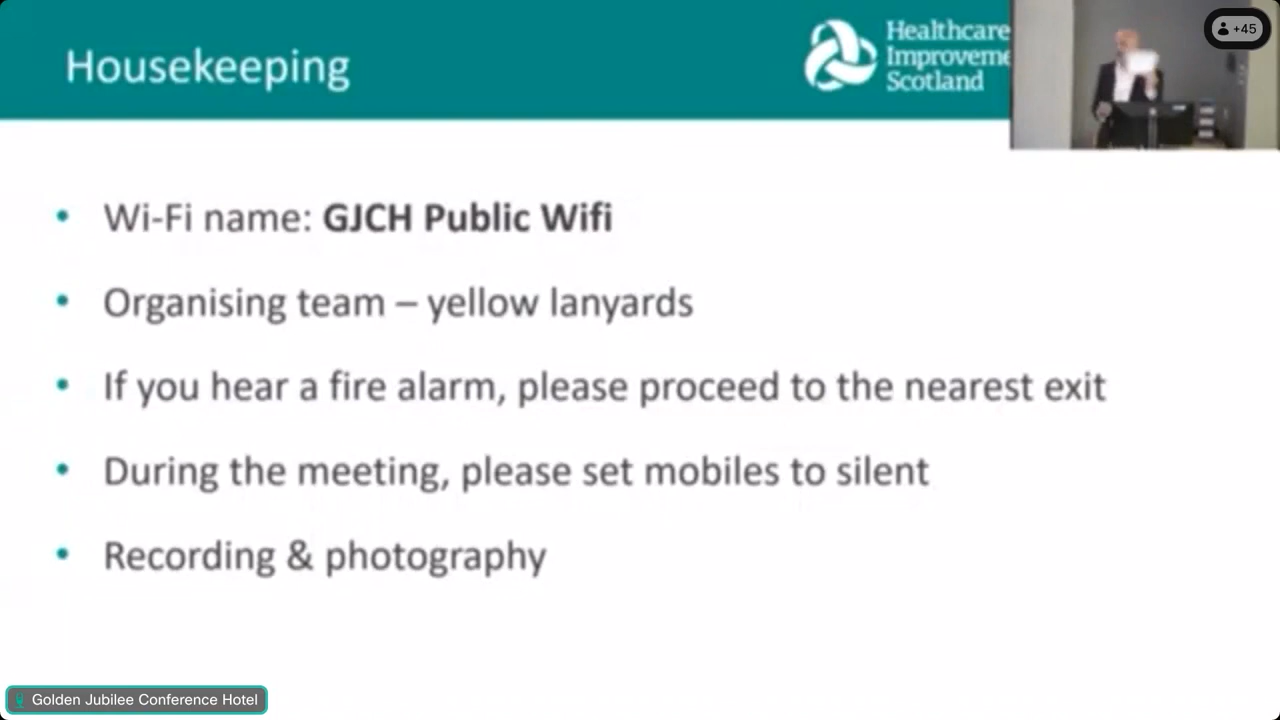 Housekeeping
Healthcare
Improveme
Scotland
+45
• Wi-Fi name: GJCH Public Wifi
• Organising team – yellow lanyards
• If you hear a fire alarm, please proceed to the nearest exit
• During the meeting, please set mobiles to silent
• Recording & photography
Golden Jubilee Conference Hotel